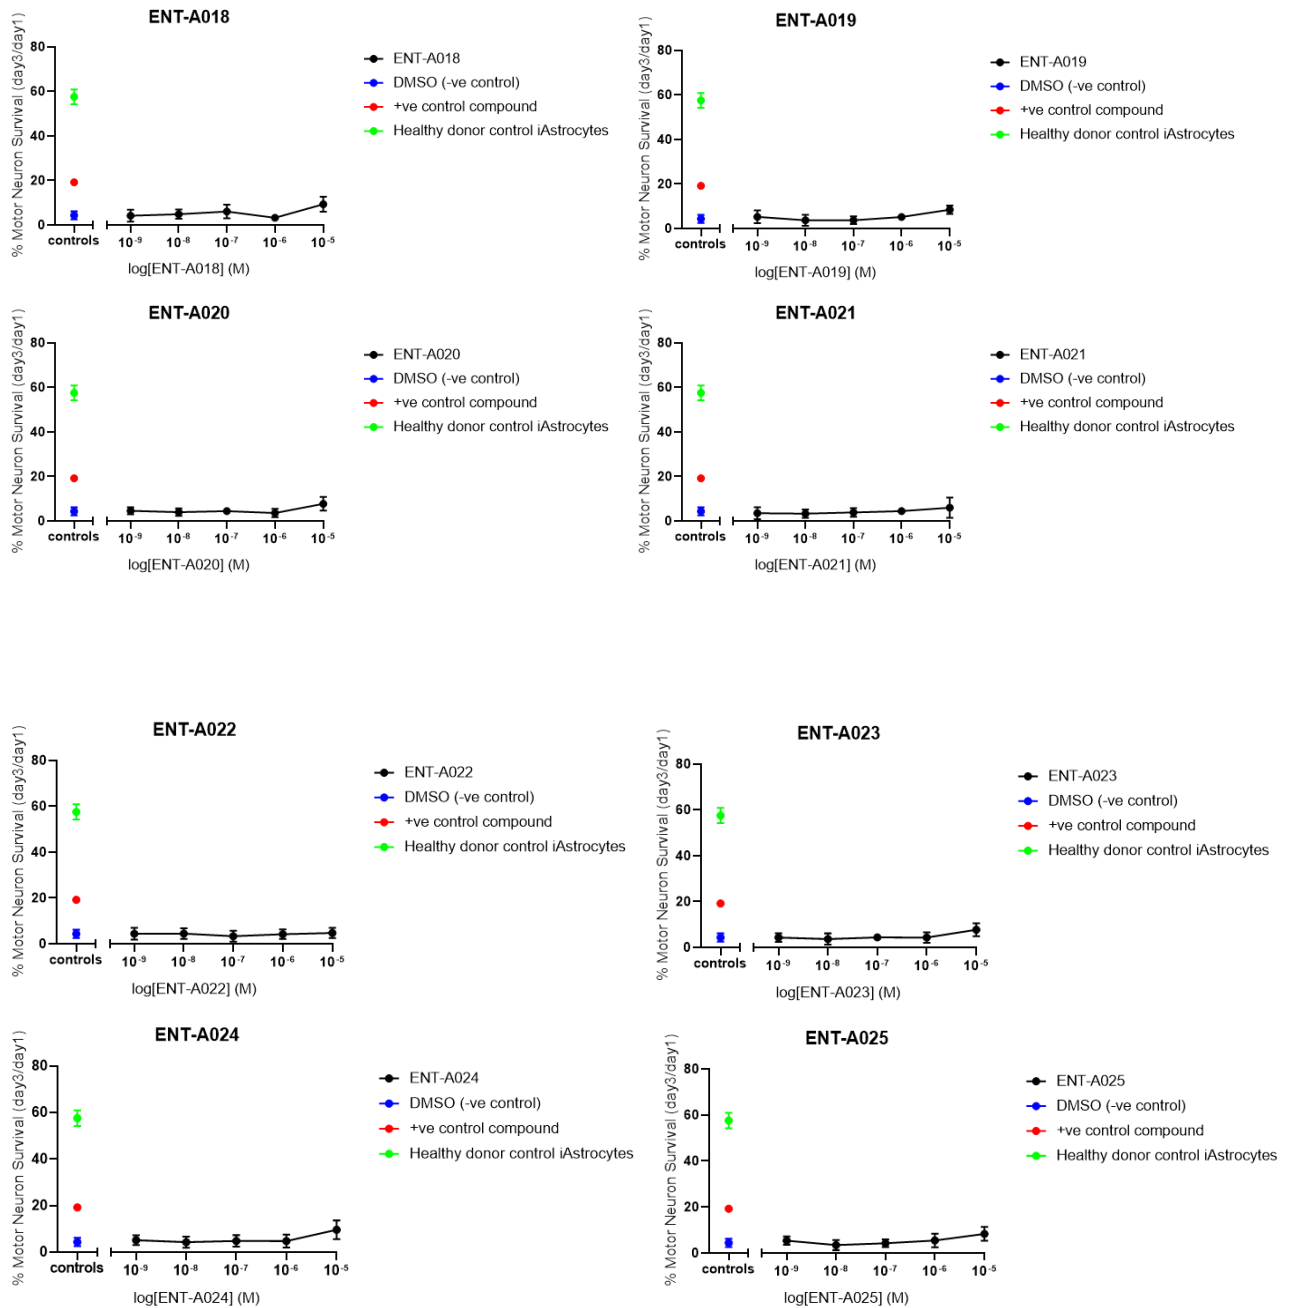 ENT-A018
% Motor Neuron Survival (day3/day1)
80
60
40
20
0
controls
10⁻⁹
10⁻⁸
10⁻⁷
10⁻⁶
10⁻⁵
log[ENT-A018] (M)
ENT-A018
DMSO (-ve control)
+ve control compound
Healthy donor control iAstrocytes
ENT-A019
% Motor Neuron Survival (day3/day1)
80
60
40
20
0
controls
10⁻⁹
10⁻⁸
10⁻⁷
10⁻⁶
10⁻⁵
log[ENT-A019] (M)
ENT-A019
DMSO (-ve control)
+ve control compound
Healthy donor control iAstrocytes
ENT-A020
% Motor Neuron Survival (day3/day1)
80
60
40
20
0
controls
10⁻⁹
10⁻⁸
10⁻⁷
10⁻⁶
10⁻⁵
log[ENT-A020] (M)
ENT-A020
DMSO (-ve control)
+ve control compound
Healthy donor control iAstrocytes
ENT-A021
% Motor Neuron Survival (day3/day1)
80
60
40
20
0
controls
10⁻⁹
10⁻⁸
10⁻⁷
10⁻⁶
10⁻⁵
log[ENT-A021] (M)
ENT-A021
DMSO (-ve control)
+ve control compound
Healthy donor control iAstrocytes
ENT-A022
% Motor Neuron Survival (day3/day1)
80
60
40
20
0
controls
10⁻⁹
10⁻⁸
10⁻⁷
10⁻⁶
10⁻⁵
log[ENT-A022] (M)
ENT-A022
DMSO (-ve control)
+ve control compound
Healthy donor control iAstrocytes
ENT-A023
% Motor Neuron Survival (day3/day1)
80
60
40
20
0
controls
10⁻⁹
10⁻⁸
10⁻⁷
10⁻⁶
10⁻⁵
log[ENT-A023] (M)
ENT-A023
DMSO (-ve control)
+ve control compound
Healthy donor control iAstrocytes
ENT-A024
% Motor Neuron Survival (day3/day1)
80
60
40
20
0
controls
10⁻⁹
10⁻⁸
10⁻⁷
10⁻⁶
10⁻⁵
log[ENT-A024] (M)
ENT-A024
DMSO (-ve control)
+ve control compound
Healthy donor control iAstrocytes
ENT-A025
% Motor Neuron Survival (day3/day1)
80
60
40
20
0
controls
10⁻⁹
10⁻⁸
10⁻⁷
10⁻⁶
10⁻⁵
log[ENT-A025] (M)
ENT-A025
DMSO (-ve control)
+ve control compound
Healthy donor control iAstrocytes